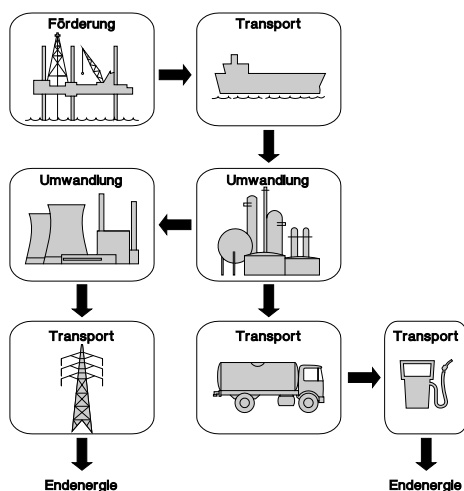 Förderung
Transport
Umwandlung
Umwandlung
Transport
Transport
Transport
Endenergie
Endenergie